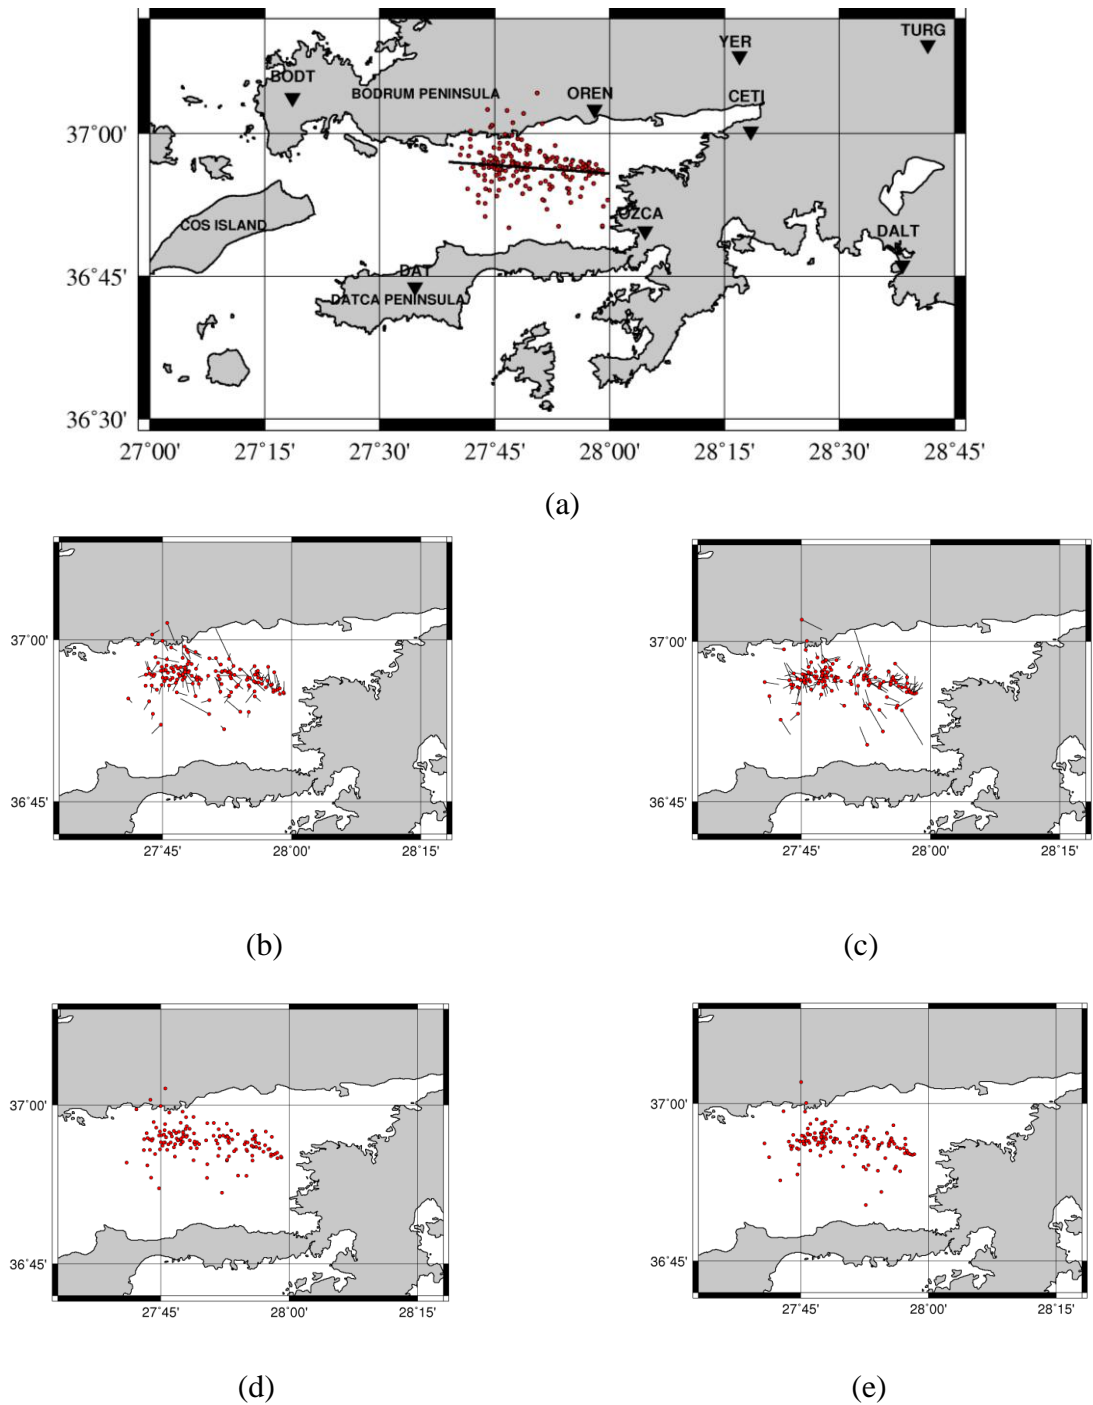 TURG
YER
BODT
BODRUM PENINSULA
OREN
CETI
37°00'
COS ISLAND
OZCA
DALT
36°45'
DAT
DATCA PENINSULA
36°30'
27°00' 27°15' 27°30' 27°45' 28°00' 28°15' 28°30' 28°45'
(a)
37°00' 37°00'
36°45' 36°45'
27°45' 28°00' 28°15' 27°45' 28°00' 28°15'
(b) (c)
37°00' 37°00'
36°45' 36°45'
27°45' 28°00' 28°15' 27°45' 28°00' 28°15'
(d) (e)